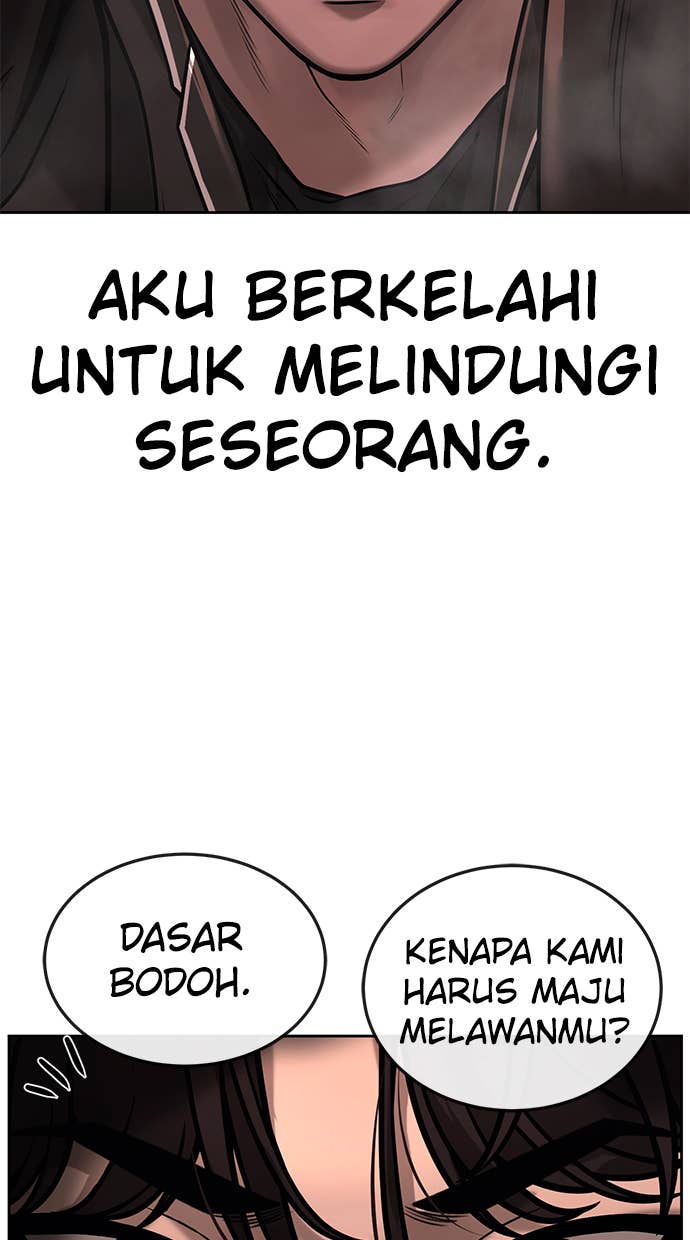 AKU BERKELAHI
UNTUK MELINDUNGI
SESEORANG.
DASAR
BODOH.
KENAPA KAMI
HARUS MAJU
MELAWANMU?